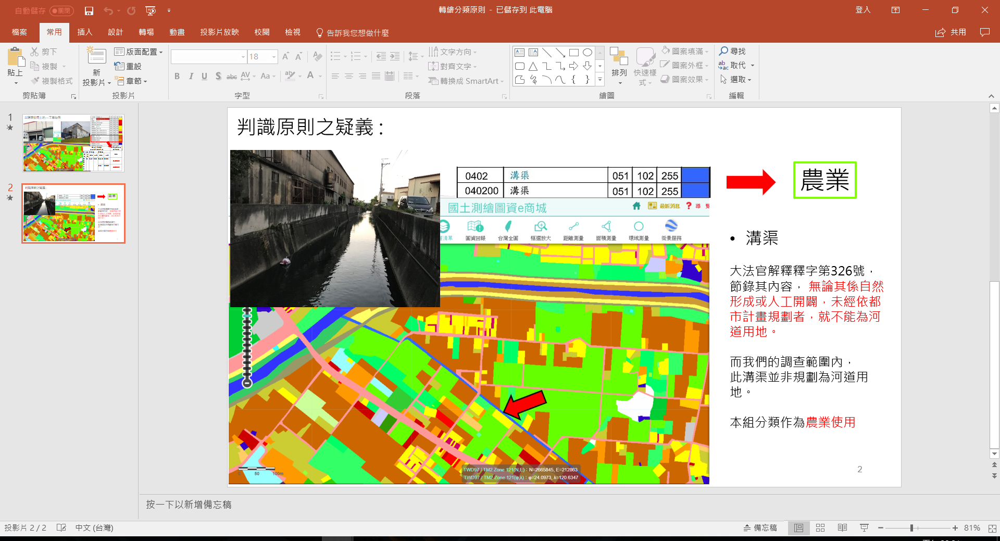 自動儲存 關閉
轉繪分類原則 - 已儲存到 此電腦
登入
檔案 常用 插入 設計 轉場 動畫 投影片放映 校閱 檢視 告訴我您想做什麼
共用
貼上
剪下
複製
複製格式
剪貼簿
新
投影片
版面配置
重設
章節
投影片
18
B I U S abc AV Aa A
字型
文字方向
對齊文字
轉換成 SmartArt
段落
排列
快速樣
式
圖案填滿
圖案外框
圖案效果
繪圖
尋找
取代
選取
編輯
1
2
判識原則之疑義：
0402 溝渠 051 102 255
040200 溝渠 051 102 255
農業
國土測繪圖資e商城
最新消息 導 覽
圖資回報 台灣全圖 框選放大 距離測量 面積測量 環域測量 街景服務
• 溝渠
大法官解釋釋字第326號，
節錄其內容， 無論其係自然
形成或人工開闢，未經依都
市計畫規劃者，就不能為河
道用地。
而我們的調查範圍內，
此溝渠並非規劃為河道用
地。
本組分類作為農業使用
0 50 100m
TWD97 / TM2 Zone 121(N,E)：N=2665845, E=212863
TWD97 / TM2 Zone 121(φ,λ)：φ=24.0973, λ=120.6347
2
按一下以新增備忘稿
投影片 2 / 2 中文 (台灣)
備忘稿
81%